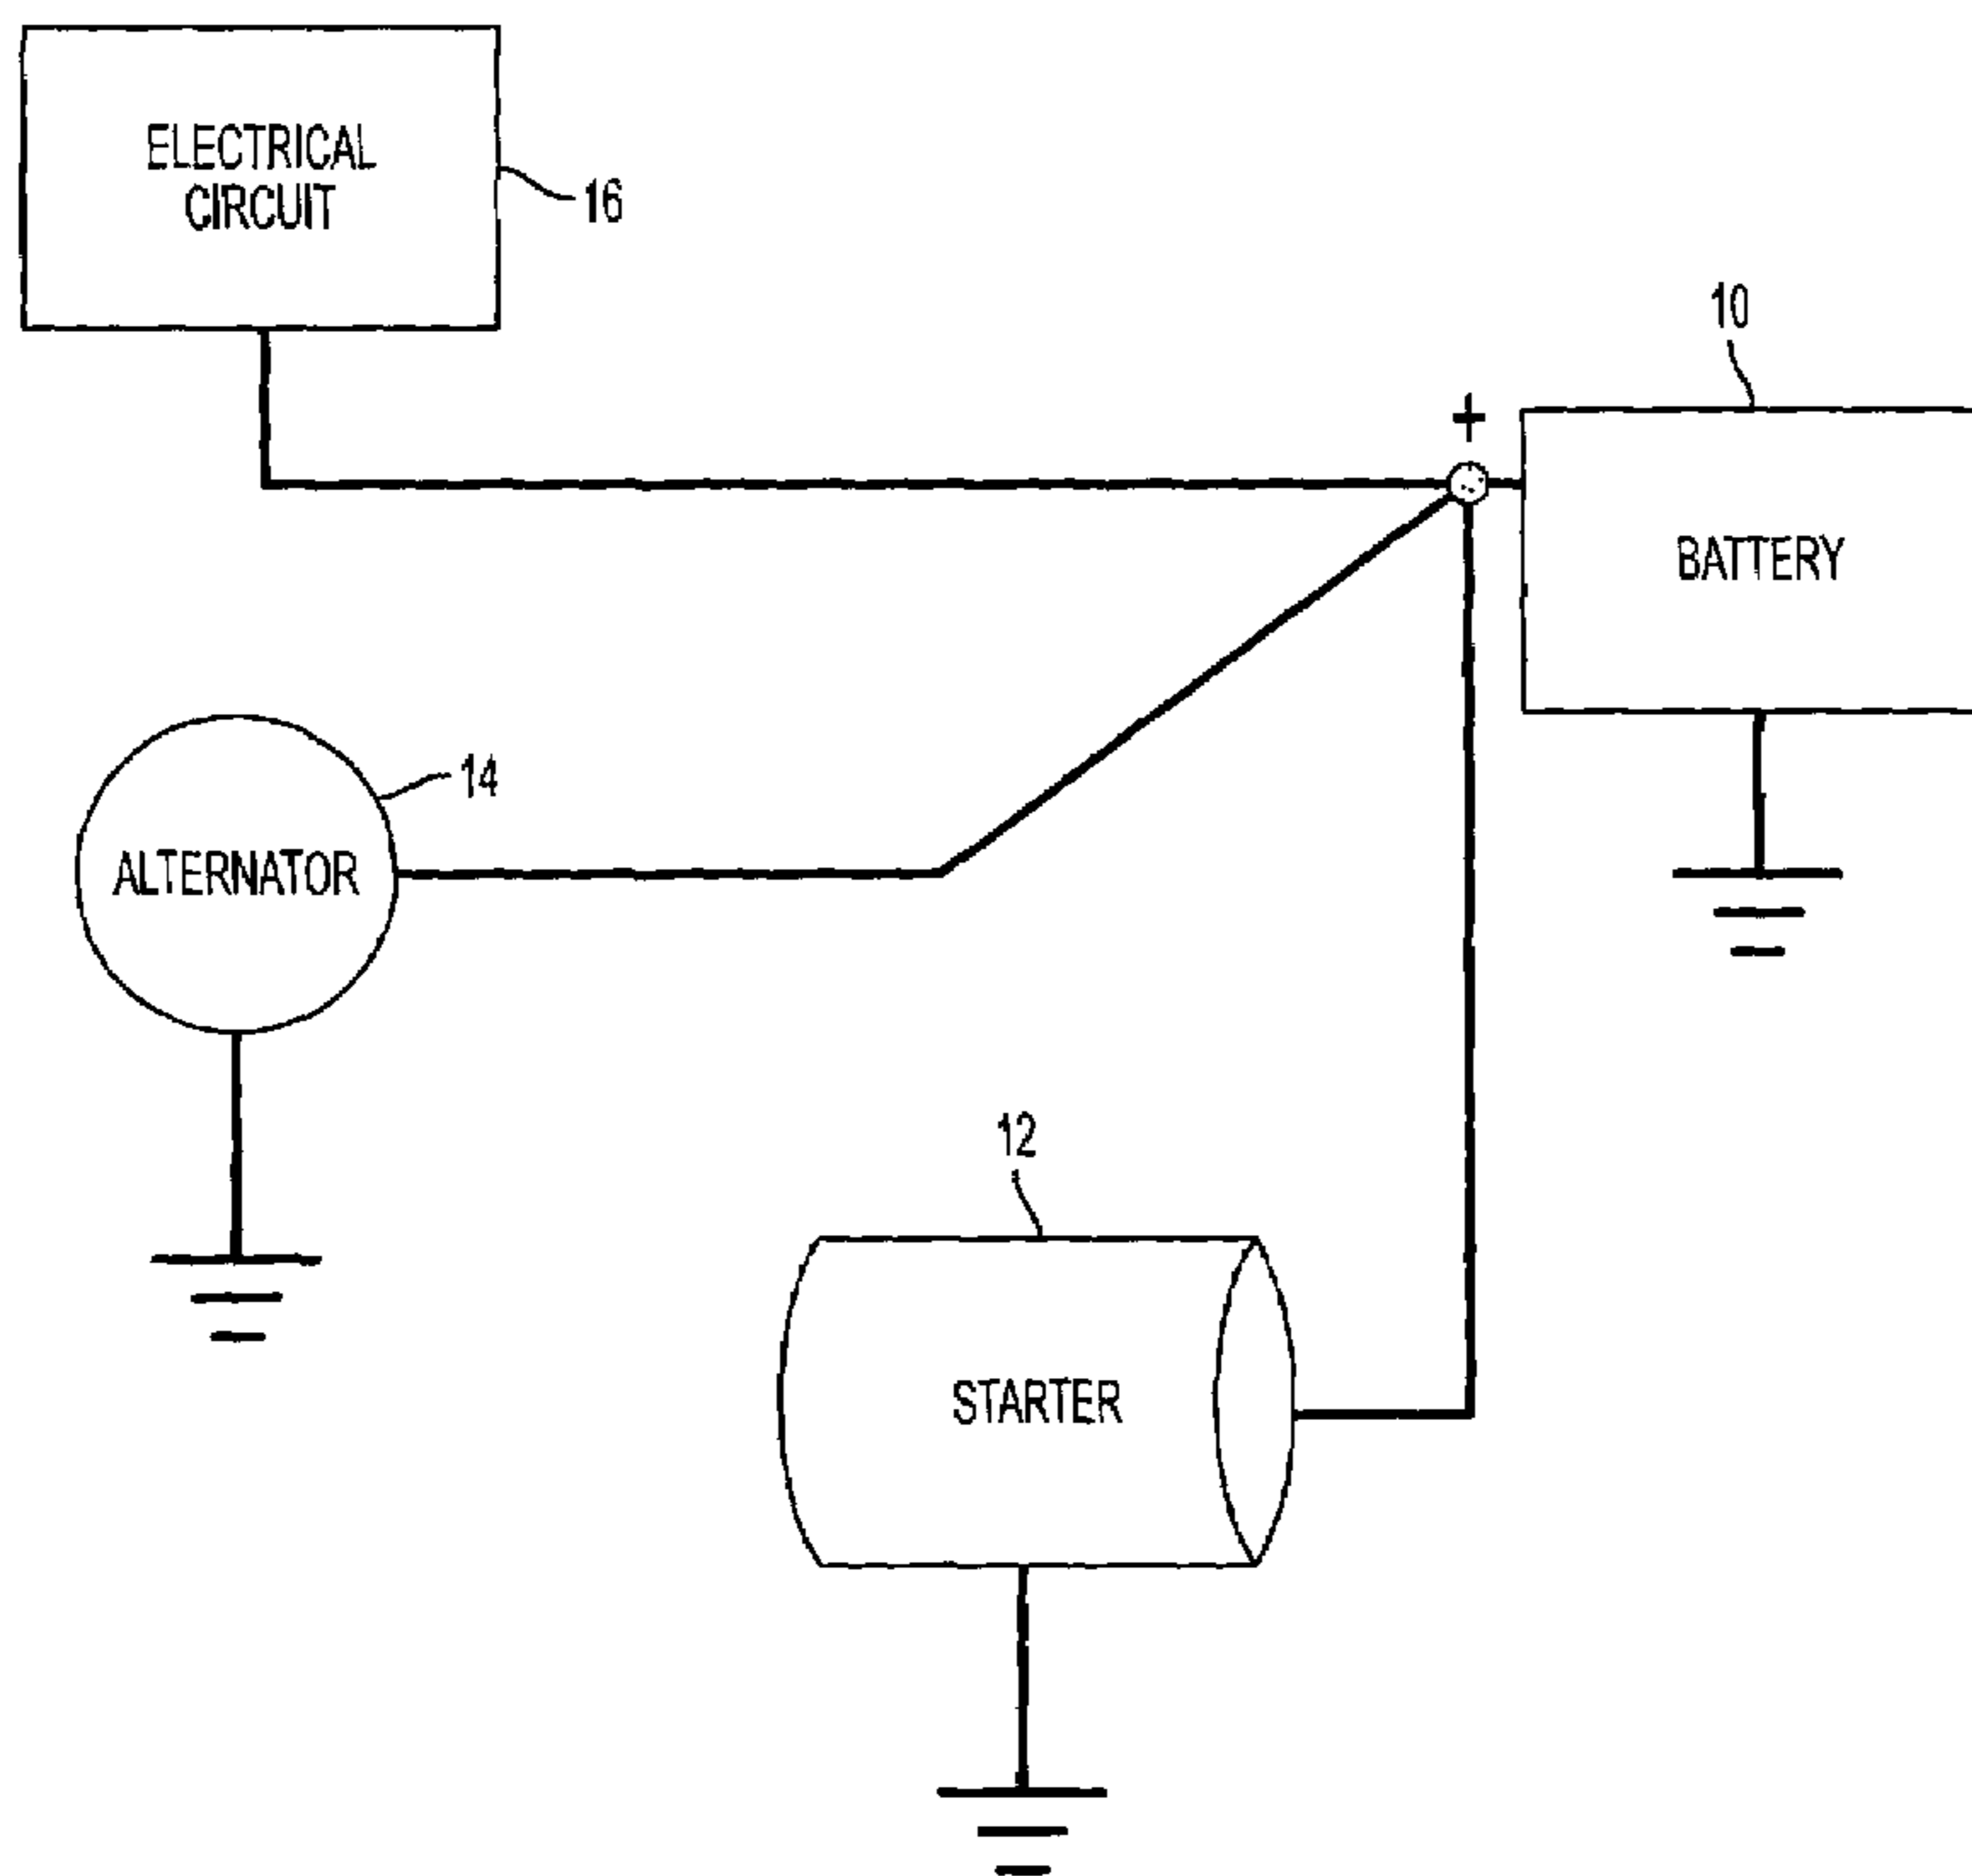 ELECTRICAL
CIRCUIT
16
10
+
BATTERY
14
ALTERNATOR
12
STARTER